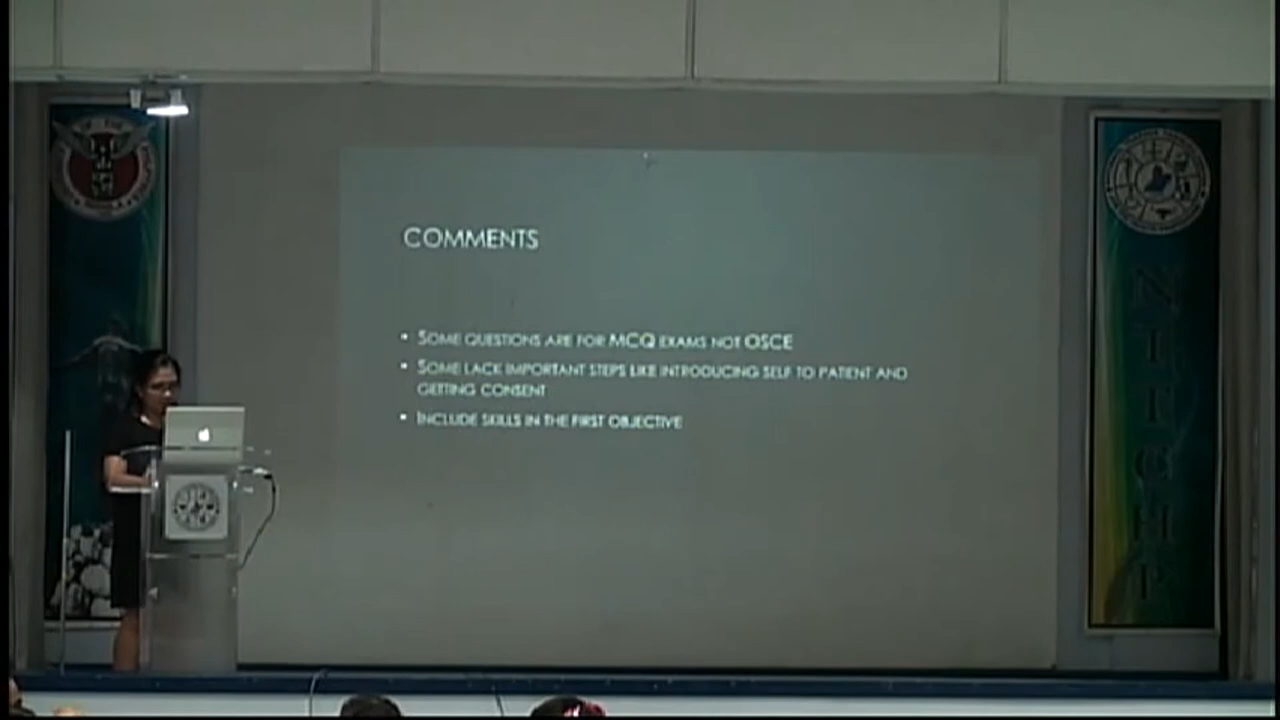 COMMENTS
• SOME QUESTIONS ARE FOR MCQ EXAMS NOT OSCE
• SOME LACK IMPORTANT STEPS LIKE INTRODUCING SELF TO PATIENT AND
GETTING CONSENT
• INCLUDE SKILLS IN THE FIRST OBJECTIVE